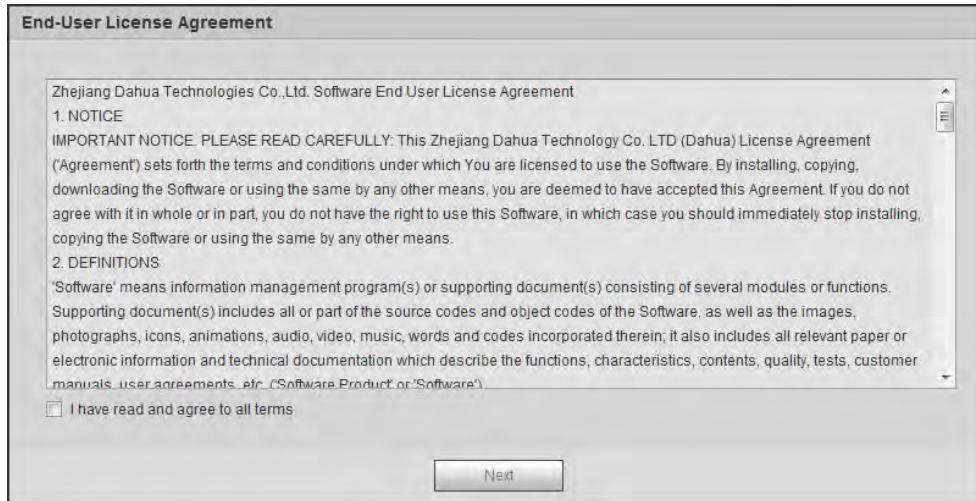 End-User License Agreement
Zhejiang Dahua Technologies Co.,Ltd. Software End User License Agreement
1. NOTICE
IMPORTANT NOTICE. PLEASE READ CAREFULLY: This Zhejiang Dahua Technology Co. LTD (Dahua) License Agreement
('Agreement') sets forth the terms and conditions under which You are licensed to use the Software. By installing, copying,
downloading the Software or using the same by any other means, you are deemed to have accepted this Agreement. If you do not
agree with it in whole or in part, you do not have the right to use this Software, in which case you should immediately stop installing,
copying the Software or using the same by any other means.
2. DEFINITIONS
'Software' means information management program(s) or supporting document(s) consisting of several modules or functions.
Supporting document(s) includes all or part of the source codes and object codes of the Software, as well as the images,
photographs, icons, animations, audio, video, music, words and codes incorporated therein; it also includes all relevant paper or
electronic information and technical documentation which describe the functions, characteristics, contents, quality, tests, customer
manuals, user agreements, etc. ('Software Product' or 'Software')
I have read and agree to all terms
Next